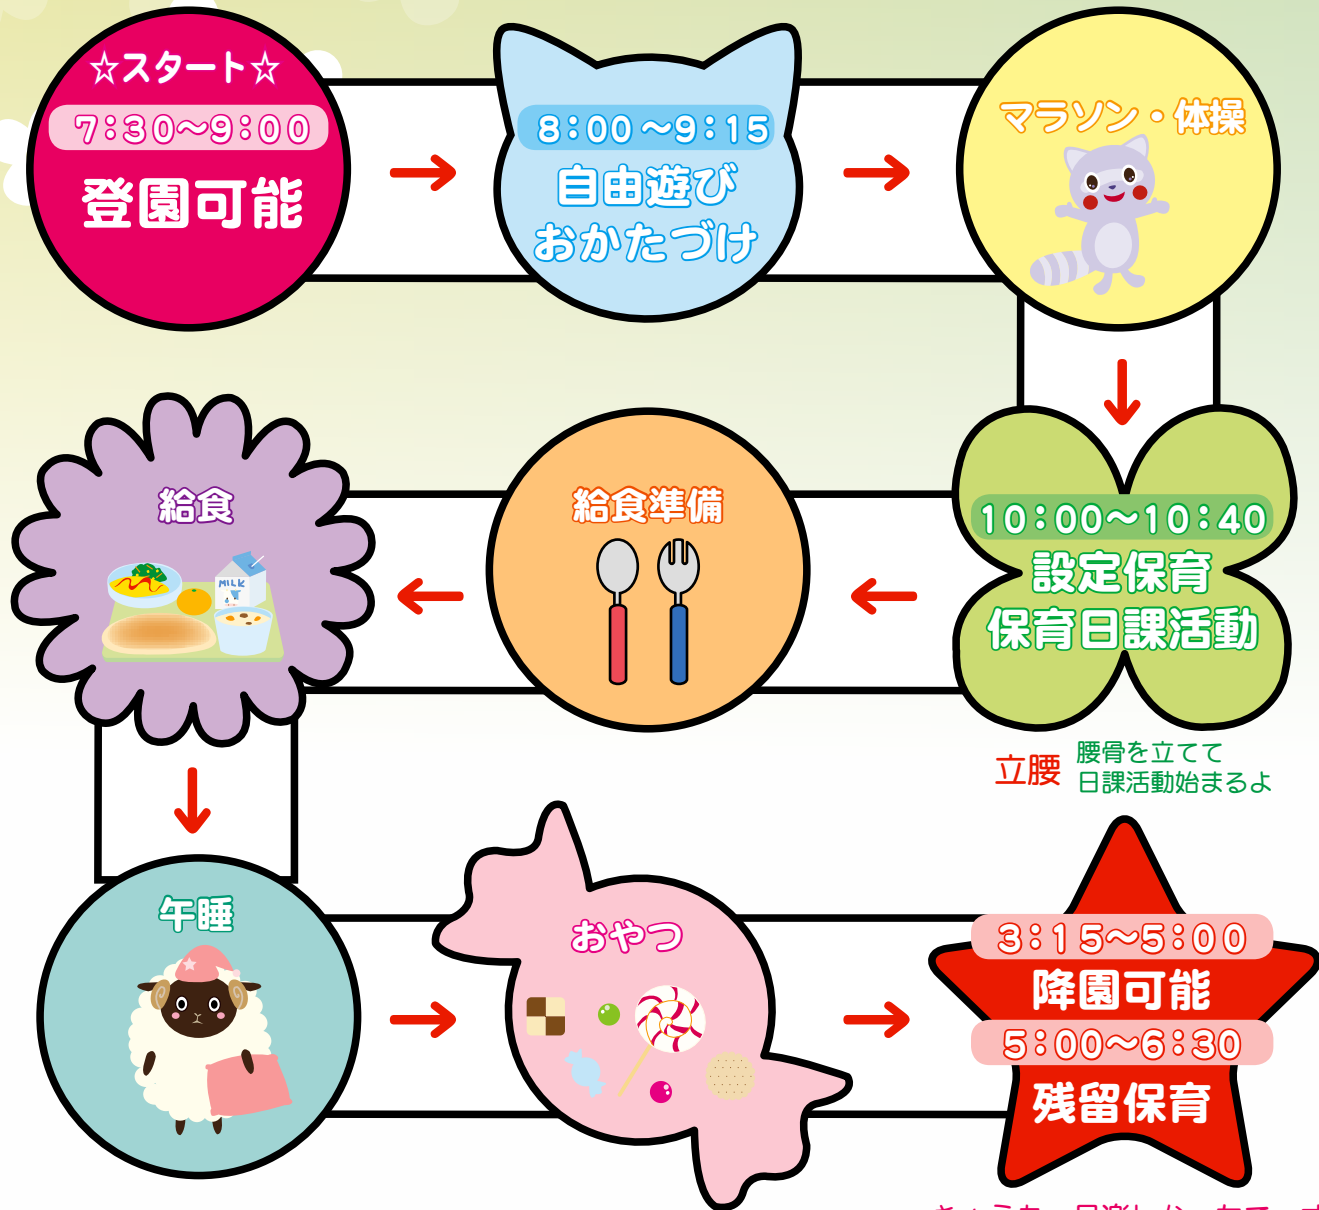 ☆スタート☆
7:30〜9:00
登園可能
8:00〜9:15
自由遊び
おかたづけ
マラソン・体操
10:00〜10:40
設定保育
保育日課活動
立腰
腰骨を立てて
日課活動始まるよ
給食準備
給食
MILK
午睡
おやつ
3:15〜5:00
降園可能
5:00〜6:30
残留保育